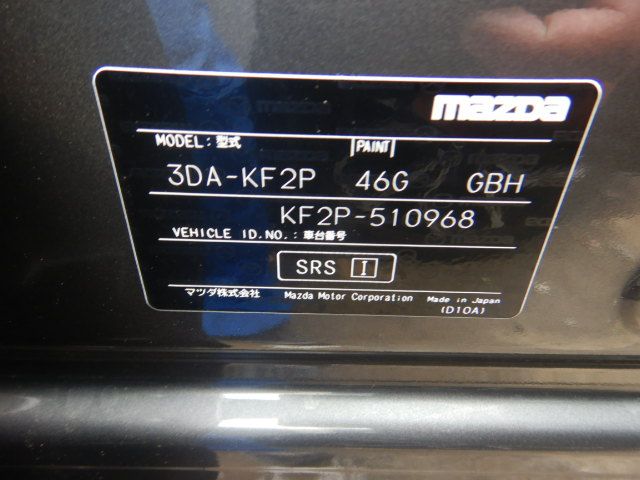 mazda
MODEL:型式 PAINT
3DA-KF2P 46G GBH
KF2P-510968
VEHICLE ID.NO.:車台番号
SRS I
マツダ株式会社 Mazda Motor Corporation Made in Japan
(D10A)